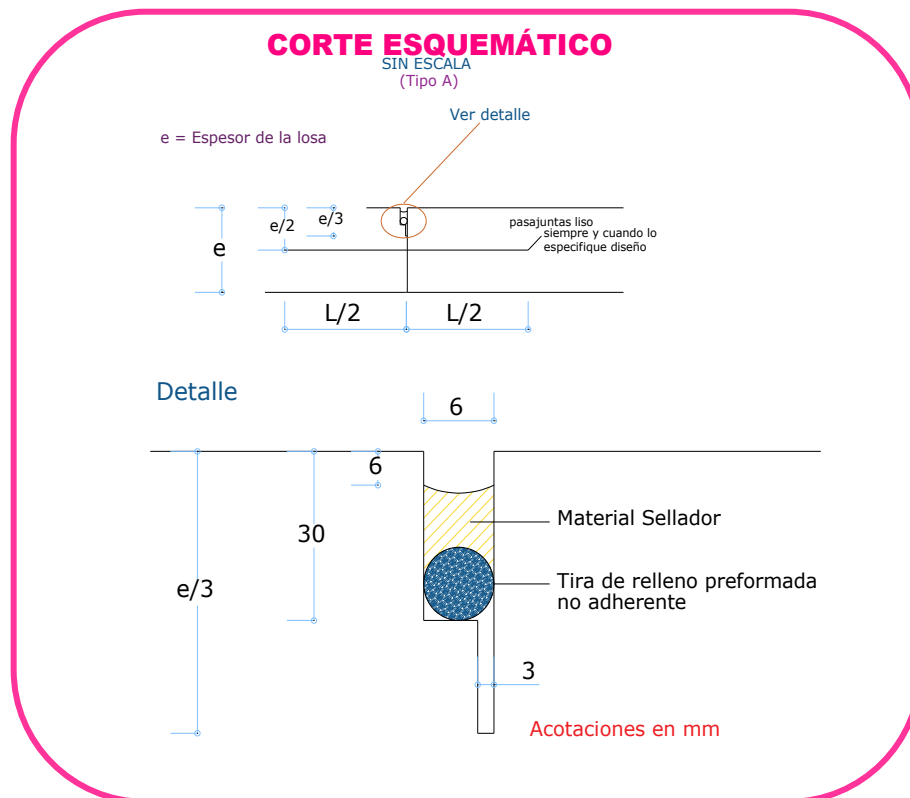 CORTE ESQUEMÁTICO
SIN ESCALA
(Tipo A)
Ver detalle
e = Espesor de la losa
e
e/2
e/3
pasajuntas liso
siempre y cuando lo
especifique diseño
L/2
L/2
Detalle
6
6
30
e/3
Material Sellador
Tira de relleno preformada
no adherente
3
Acotaciones en mm